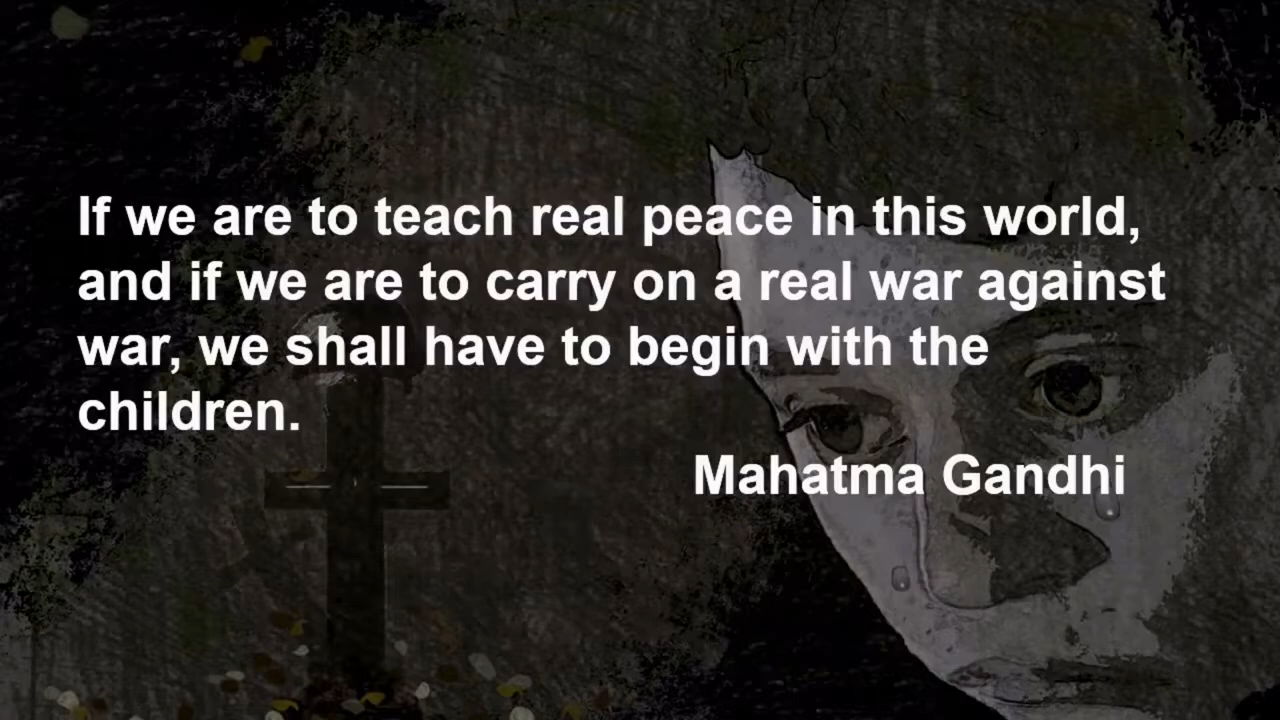 If we are to teach real peace in this world,
and if we are to carry on a real war against
war, we shall have to begin with the
children.
Mahatma Gandhi